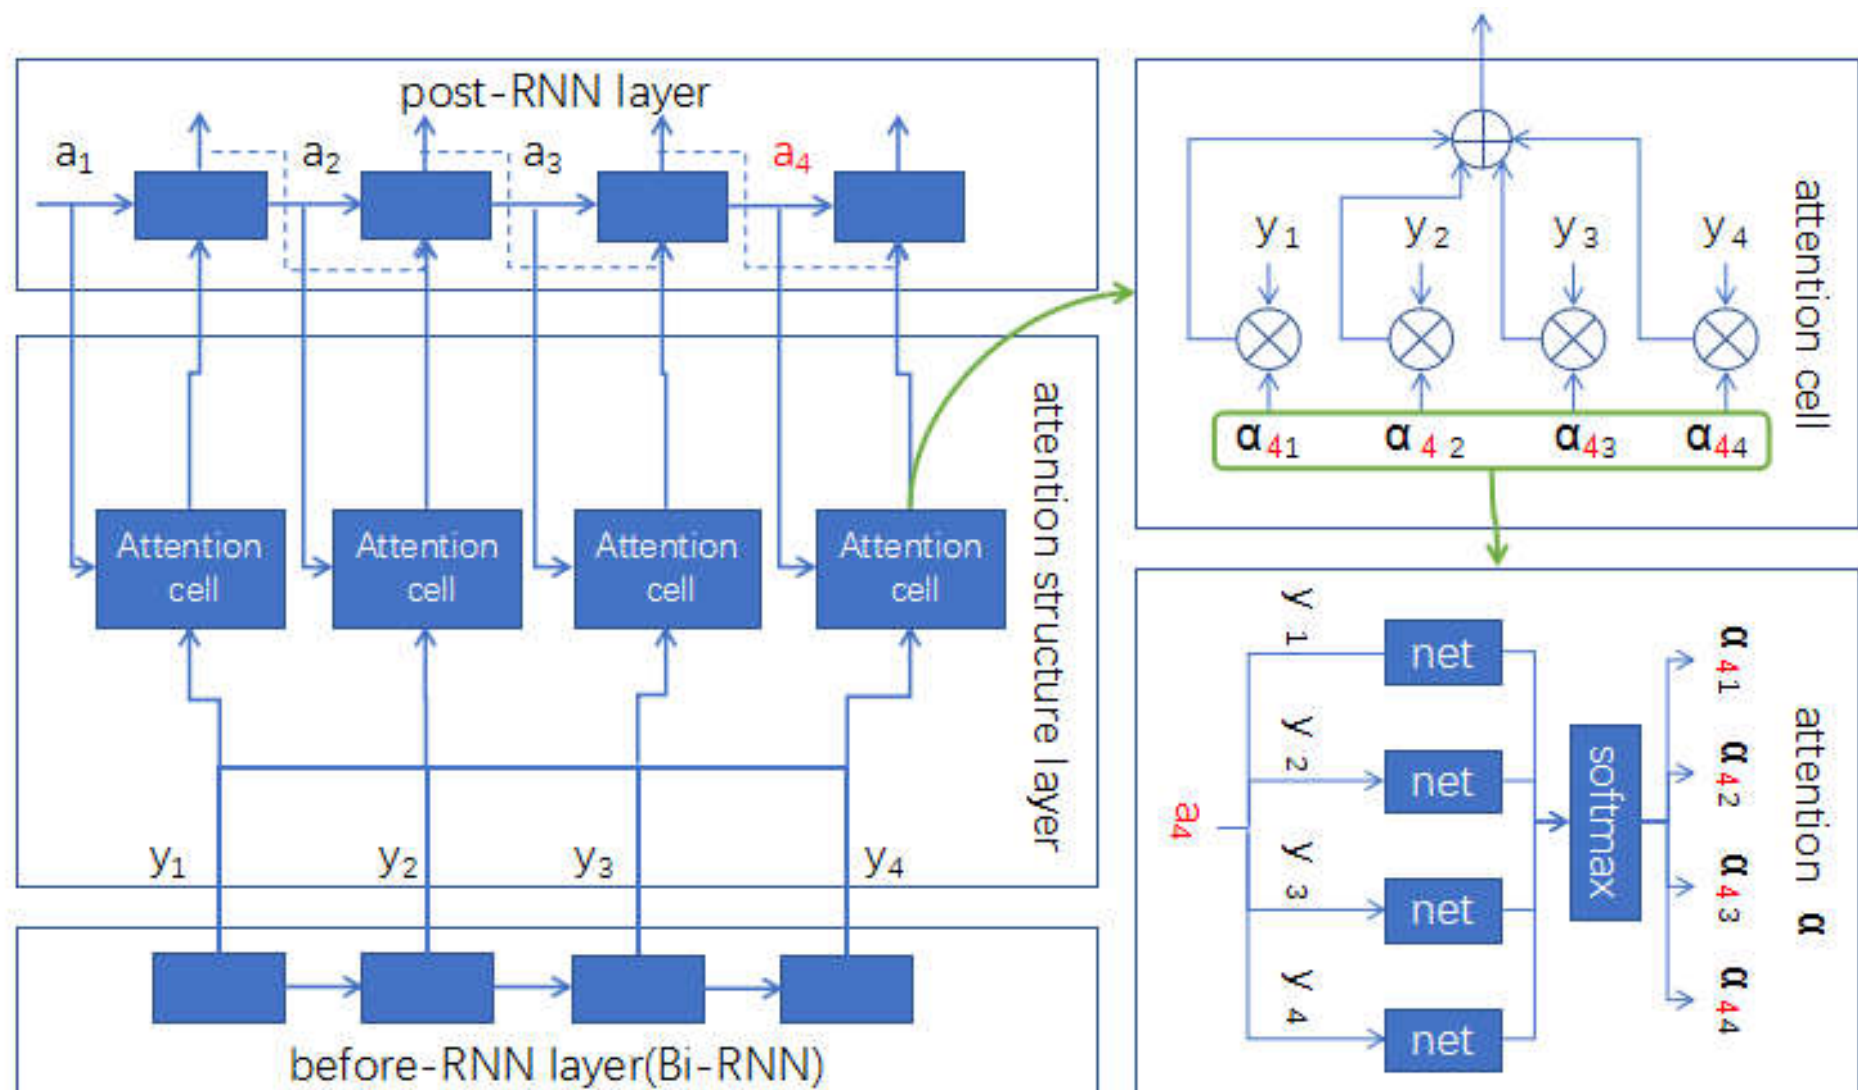 post-RNN layer
a1 a2 a3 a4
Attention cell
Attention cell
Attention cell
Attention cell
attention structure layer
y1 y2 y3 y4
before-RNN layer(Bi-RNN)
y1 y2 y3 y4
α41 α42 α43 α44
attention cell
a4
y1 net
y2 net
y3 net
y4 net
softmax
α41
α42
α43
α44
attention α